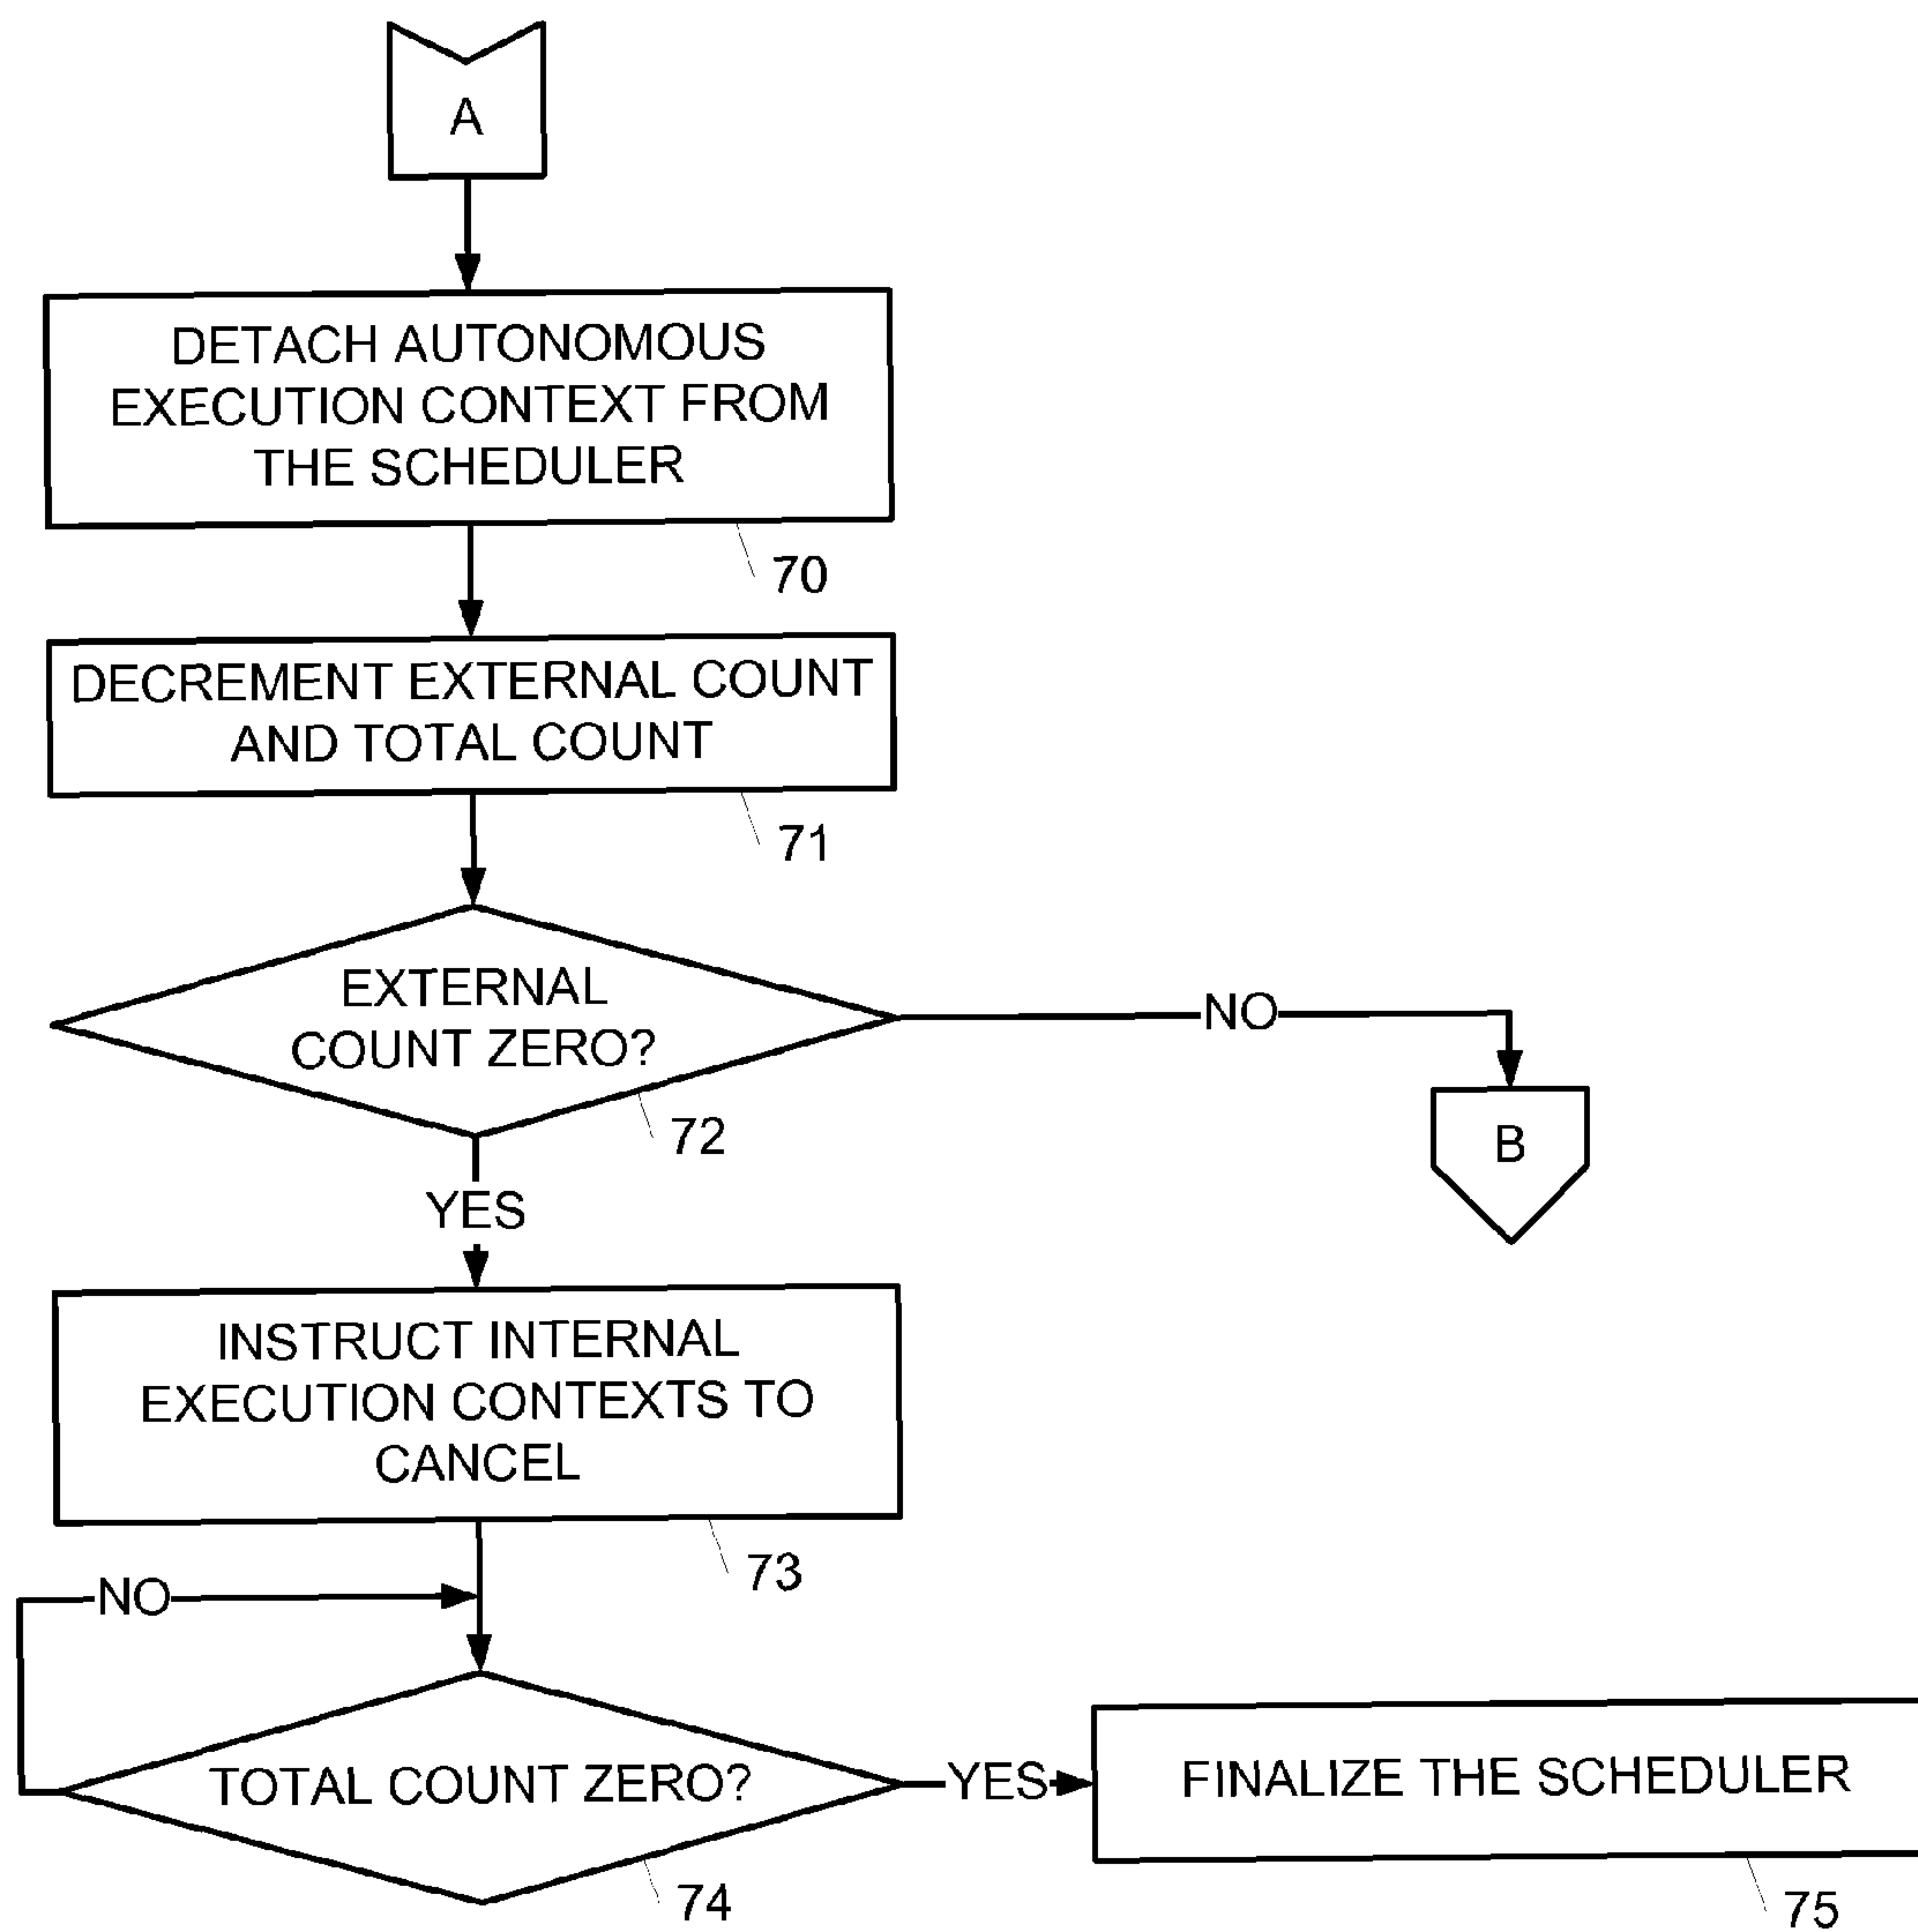 A
DETACH AUTONOMOUS
EXECUTION CONTEXT FROM
THE SCHEDULER
70
DECREMENT EXTERNAL COUNT
AND TOTAL COUNT
71
EXTERNAL
COUNT ZERO?
NO
72
B
YES
INSTRUCT INTERNAL
EXECUTION CONTEXTS TO
CANCEL
73
NO
TOTAL COUNT ZERO?
YES
FINALIZE THE SCHEDULER
74
75